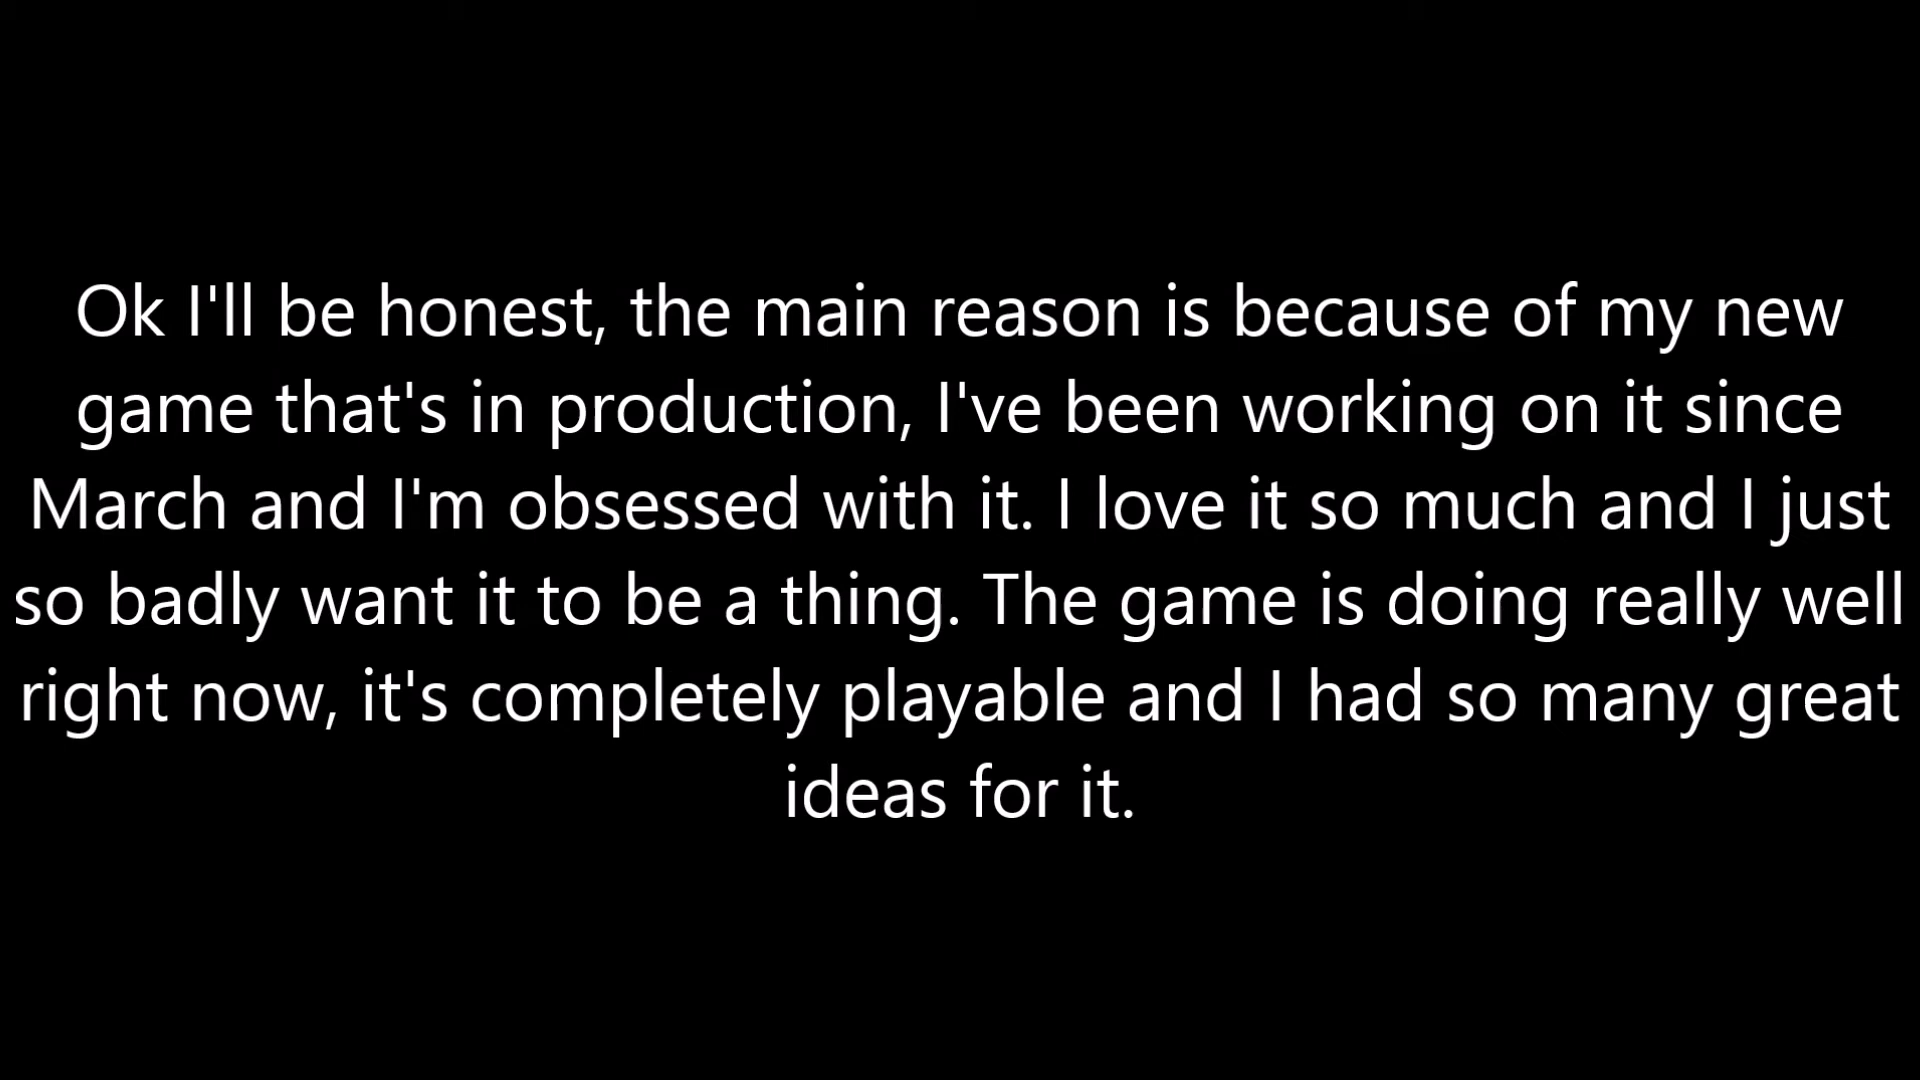 Ok I'll be honest, the main reason is because of my new
game that's in production, I've been working on it since
March and I'm obsessed with it. I love it so much and I just
so badly want it to be a thing. The game is doing really well
right now, it's completely playable and I had so many great
ideas for it.